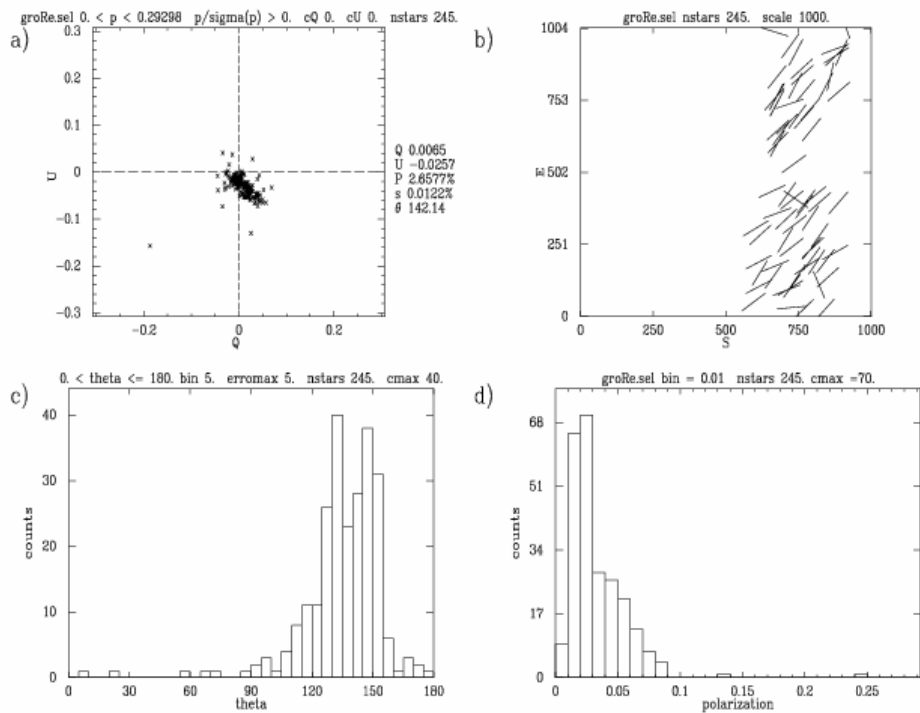 groRe.sel 0. < p < 0.29298 p/sigma(p) > 0. cQ 0. cU 0. nstars 245.
a)
0.3
0.2
0.1
0
-0.1
-0.2
-0.3
U
-0.2
0
0.2
Q
Q 0.0065
U -0.0257
P 2.6577%
s 0.0122%
θ 142.14
groRe.sel nstars 245. scale 1000.
b)
1004
753
502
251
0
E
0
250
500
750
1000
S
0. < theta <= 180. bin 5. erromax 5. nstars 245. cmax 40.
c)
40
30
20
10
0
counts
0
30
60
90
120
150
180
theta
groRe.sel bin = 0.01 nstars 245. cmax =70.
d)
68
51
34
17
0
counts
0
0.05
0.1
0.15
0.2
0.25
polarization